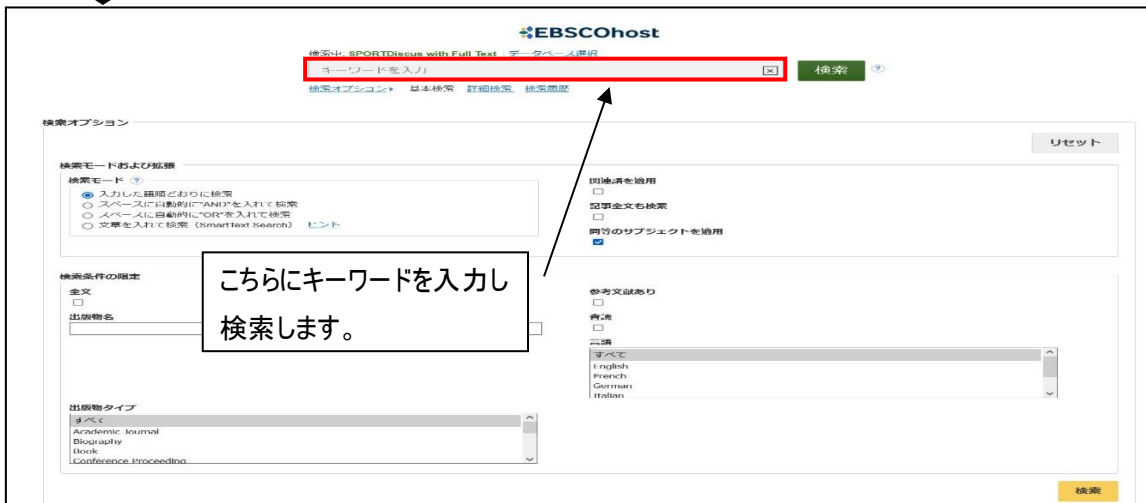 EBSCOhost
検索中: SPORTDiscus with Full Text データベース選択
キーワードを入力
検索
検索オプション 基本検索 詳細検索 検索履歴
検索オプション
リセット
検索モードおよび拡張
検索モード
入力した語順どおりに検索
スペースに自動的に"AND"を入れて検索
スペースに自動的に"OR"を入れて検索
文章を入れて検索 (SmartText Search) ヒント
関連語を適用
記事全文も検索
同等のサブジェクトを適用
こちらにキーワードを入力し
検索します。
検索条件の限定
全文
出版物名
参考文献あり
査読
言語
すべて
English
French
German
Italian
出版物タイプ
すべて
Academic Journal
Biography
Book
Conference Proceeding
検索